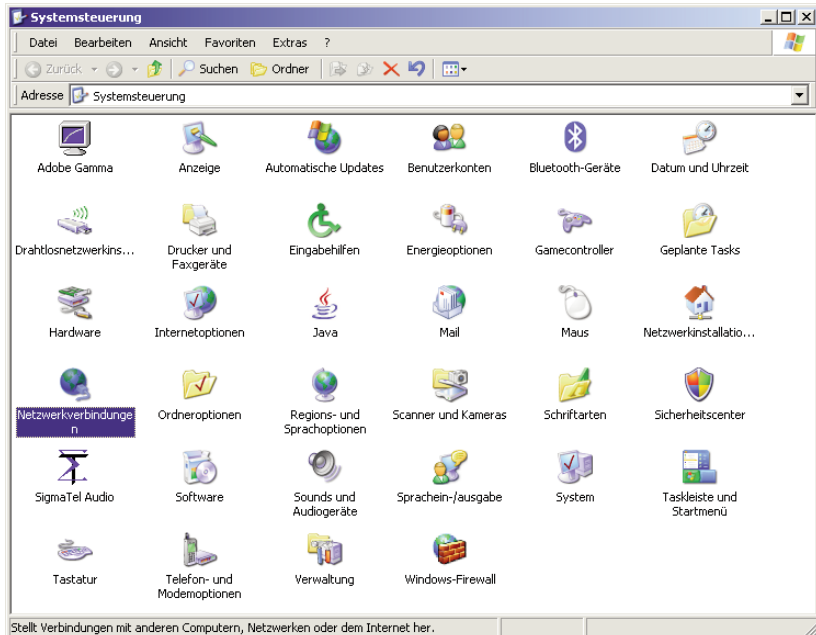 Systemsteuerung
Datei Bearbeiten Ansicht Favoriten Extras ?
Zurück Suchen Ordner
Adresse Systemsteuerung
Adobe Gamma
Anzeige
Automatische Updates
Benutzerkonten
Bluetooth-Geräte
Datum und Uhrzeit
Drahtlosnetzwerkins...
Drucker und
Faxgeräte
Eingabehilfen
Energieoptionen
Gamecontroller
Geplante Tasks
Hardware
Internetoptionen
Java
Mail
Maus
Netzwerkinstallatio...
Netzwerkverbindunge
n
Ordneroptionen
Regions- und
Sprachoptionen
Scanner und Kameras
Schriftarten
Sicherheitscenter
SigmaTel Audio
Software
Sounds und
Audiogeräte
Sprachein-/ausgabe
System
Taskleiste und
Startmenü
Tastatur
Telefon- und
Modemoptionen
Verwaltung
Windows-Firewall
Stellt Verbindungen mit anderen Computern, Netzwerken oder dem Internet her.